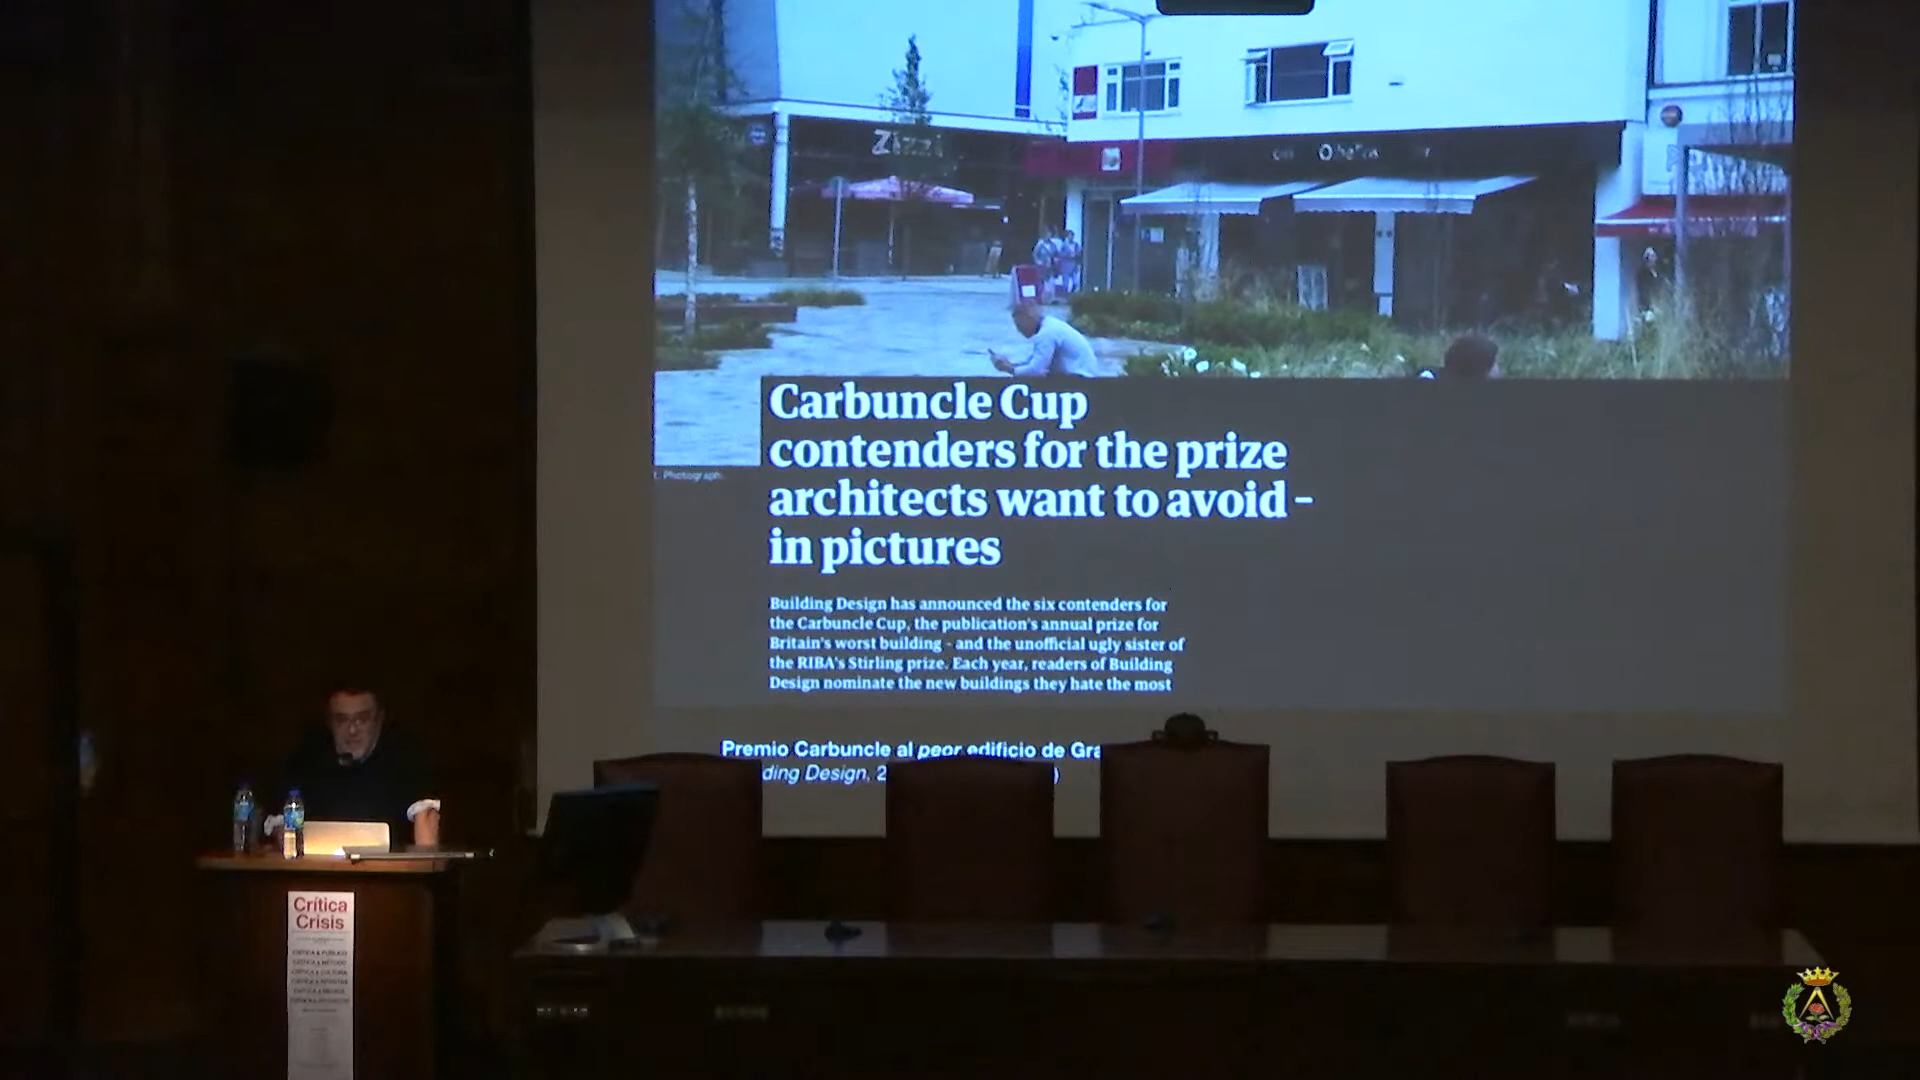 Zizzi
Carbuncle Cup
contenders for the prize
architects want to avoid –
in pictures
Photograph:
Building Design has announced the six contenders for
the Carbuncle Cup, the publication's annual prize for
Britain's worst building - and the unofficial ugly sister of
the RIBA's Stirling prize. Each year, readers of Building
Design nominate the new buildings they hate the most
Premio Carbuncle al peor edificio de Gra
ding Design, 2 )
Crítica
Crisis